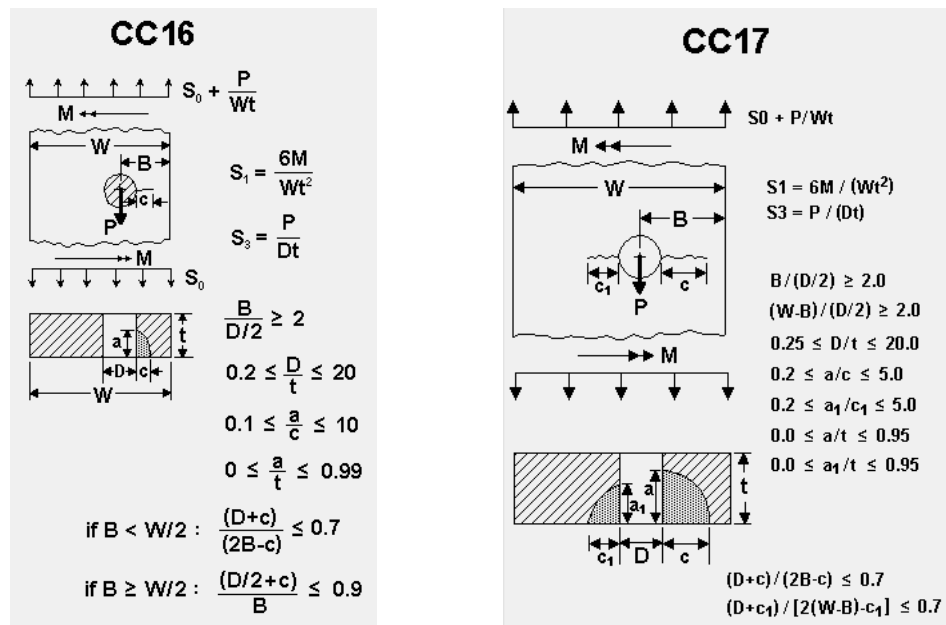 CC16
S₀ + P/Wt
M
W
B
c
P
S₁ = 6M/Wt²
S₃ = P/Dt
M
S₀
t
a
D
c
W
B/(D/2) ≥ 2
0.2 ≤ D/t ≤ 20
0.1 ≤ a/c ≤ 10
0 ≤ a/t ≤ 0.99
if B < W/2 : (D+c)/(2B-c) ≤ 0.7
if B ≥ W/2 : (D/2+c)/B ≤ 0.9
CC17
S0 + P/Wt
M
W
B
c₁
c
P
S1 = 6M / (Wt²)
S3 = P / (Dt)
M
B/(D/2) ≥ 2.0
(W-B)/(D/2) ≥ 2.0
0.25 ≤ D/t ≤ 20.0
0.2 ≤ a/c ≤ 5.0
0.2 ≤ a₁/c₁ ≤ 5.0
0.0 ≤ a/t ≤ 0.95
0.0 ≤ a₁/t ≤ 0.95
a
a₁
t
c₁
D
c
(D+c)/(2B-c) ≤ 0.7
(D+c₁)/[2(W-B)-c₁] ≤ 0.7